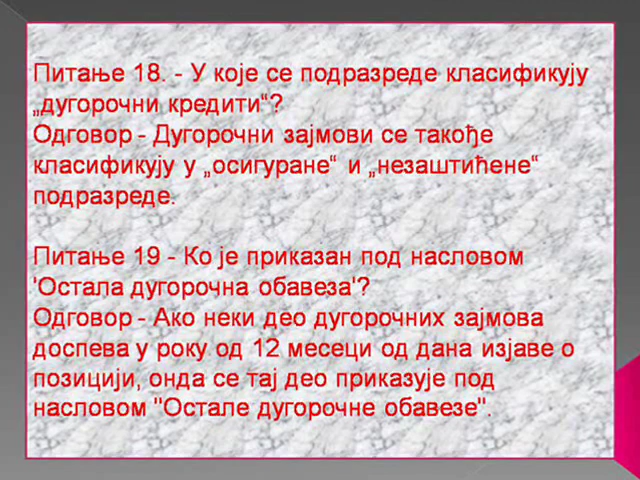 Питање 18. - У које се подразреде класификују
„дугорочни кредити“?
Одговор - Дугорочни зајмови се такође
класификују у „осигуране“ и „незаштићене“
подразреде.
Питање 19 - Ко је приказан под насловом
'Остала дугорочна обавеза'?
Одговор - Ако неки део дугорочних зајмова
доспева у року од 12 месеци од дана изјаве о
позицији, онда се тај део приказује под
насловом "Остале дугорочне обавезе".